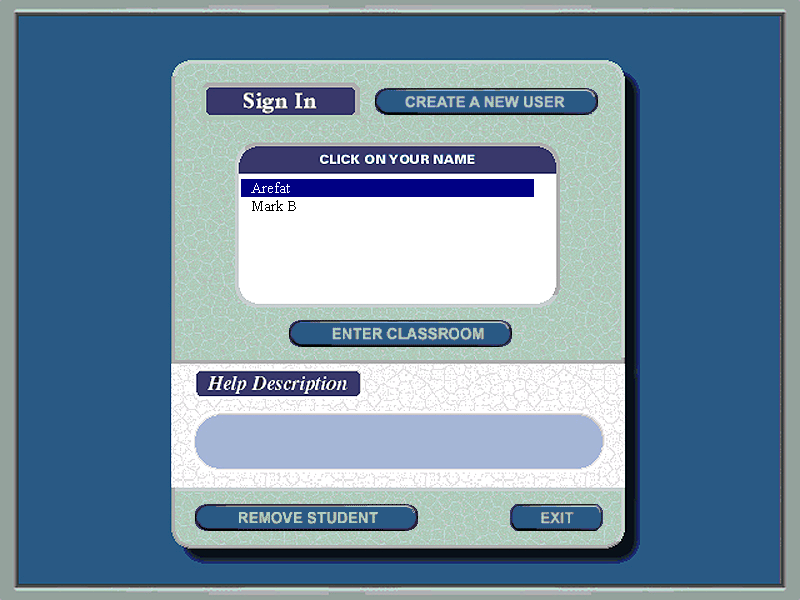 Sign In
CREATE A NEW USER
CLICK ON YOUR NAME
Arefat
Mark B
ENTER CLASSROOM
Help Description
REMOVE STUDENT
EXIT